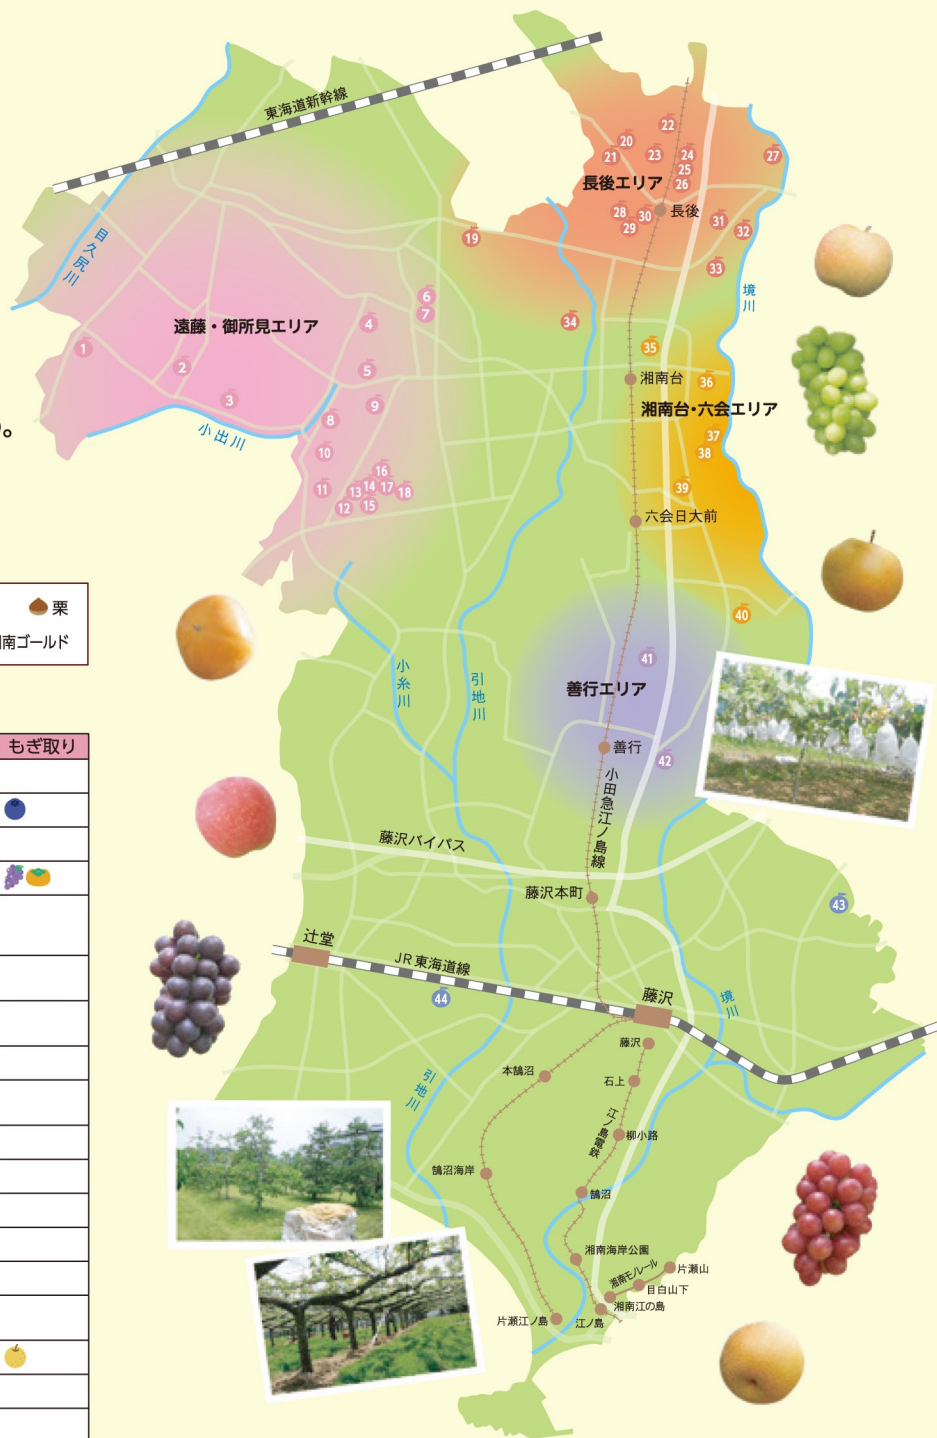 東海道新幹線
22
20
21
23
24
27
25
長後エリア
26
28
30
長後
29
31
32
19
33
目久尻川
境川
6
7
遠藤・御所見エリア
4
34
1
35
2
5
湘南台
36
3
9
湘南台・六会エリア
8
。
小出川
37
10
38
16
11
13
14
17
18
39
12
15
六会日大前
栗
40
南ゴールド
41
小糸川
引地川
善行エリア
もぎ取り
善行
42
小田急江ノ島線
藤沢バイパス
藤沢本町
43
辻堂
JR東海道線
44
藤沢
境川
藤沢
本鵠沼
石上
引地川
江ノ島電鉄
柳小路
鵠沼海岸
鵠沼
湘南海岸公園
湘南モノレール
片瀬山
目白山下
湘南江の島
片瀬江ノ島
江ノ島